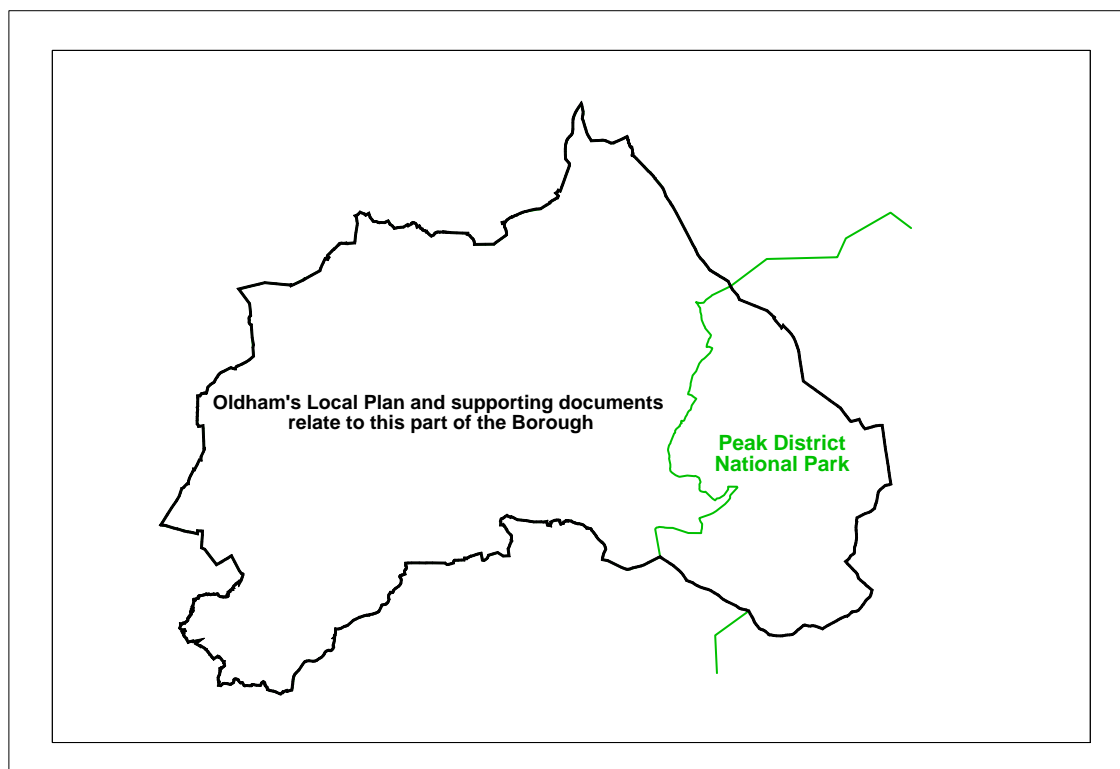 Oldham's Local Plan and supporting documents
relate to this part of the Borough
Peak District
National Park